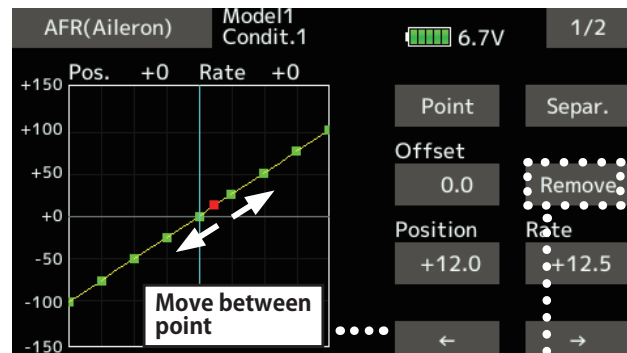 AFR(Aileron)
Model1
Condit.1
6.7V
1/2
Pos. +0 Rate +0
+150
+100
+50
+0
-50
-100
-150
Point
Separ.
Offset
0.0
Remove
Position
Rate
+12.0
+12.5
Move between
point
←
→